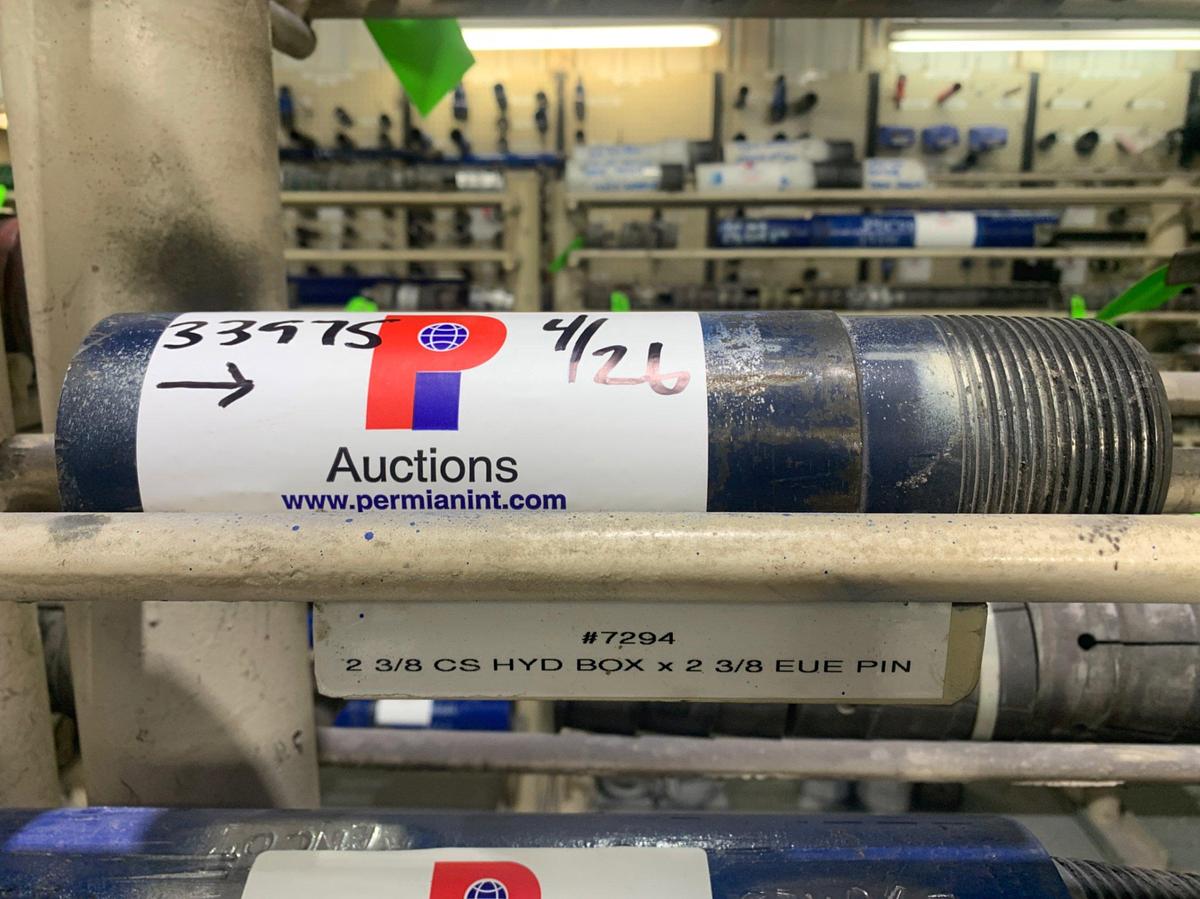 33975 P 4/26
→
Auctions
www.permianint.com
#7294
2 3/8 CS HYD BOX x 2 3/8 EUE PIN